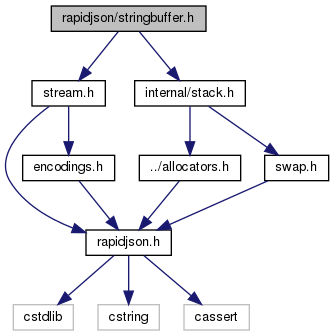 rapidjson/stringbuffer.h
stream.h
internal/stack.h
encodings.h
../allocators.h
swap.h
rapidjson.h
cstdlib
cstring
cassert